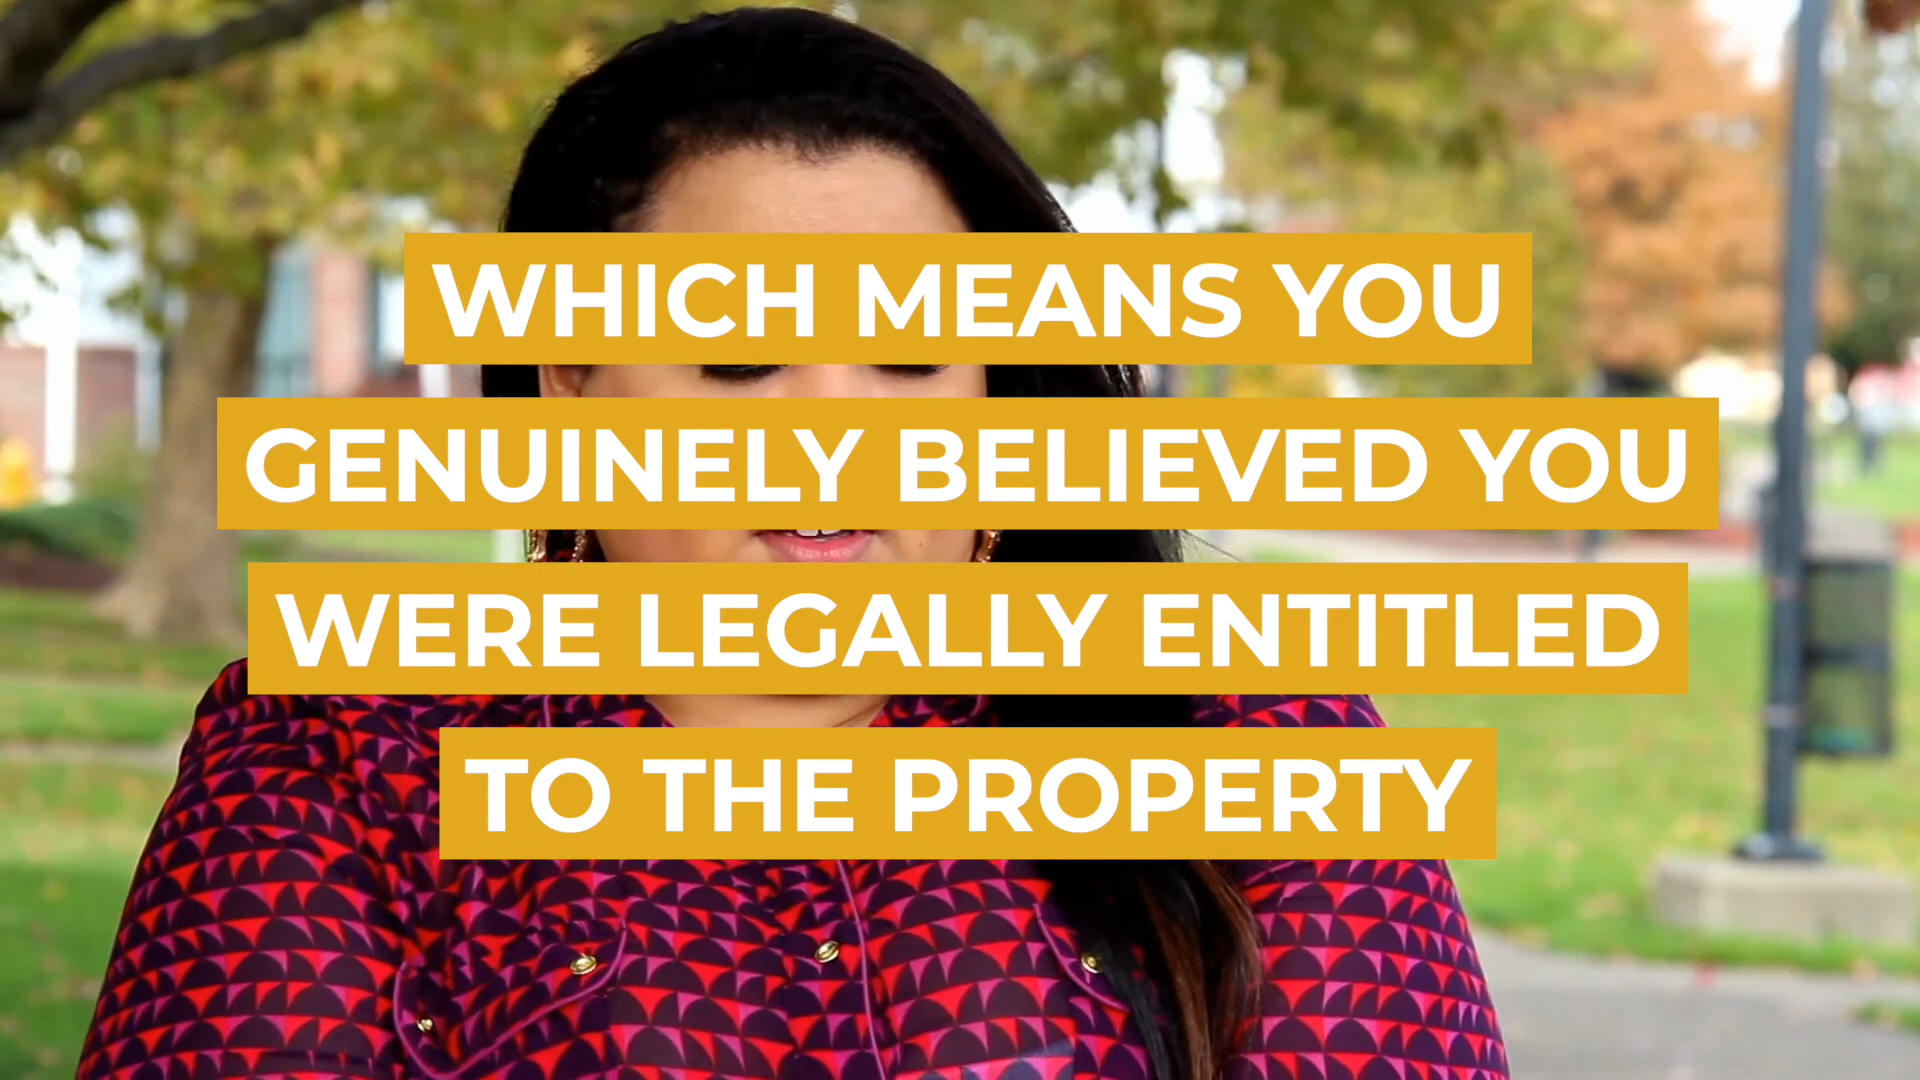 WHICH MEANS YOU
GENUINELY BELIEVED YOU
WERE LEGALLY ENTITLED
TO THE PROPERTY